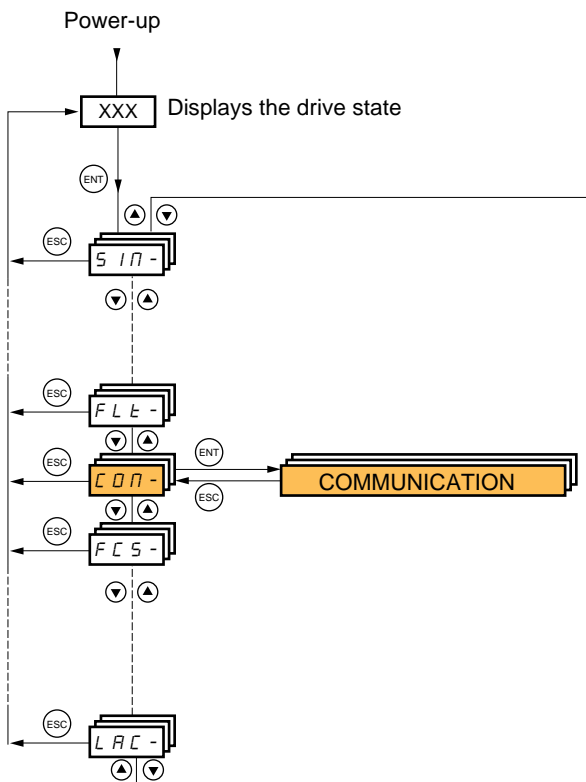 Power-up
XXX Displays the drive state
ENT
ESC
SIM-
ESC
FLt-
ESC
ENT
COM-
COMMUNICATION
ESC
ESC
FCS-
ESC
LAC-